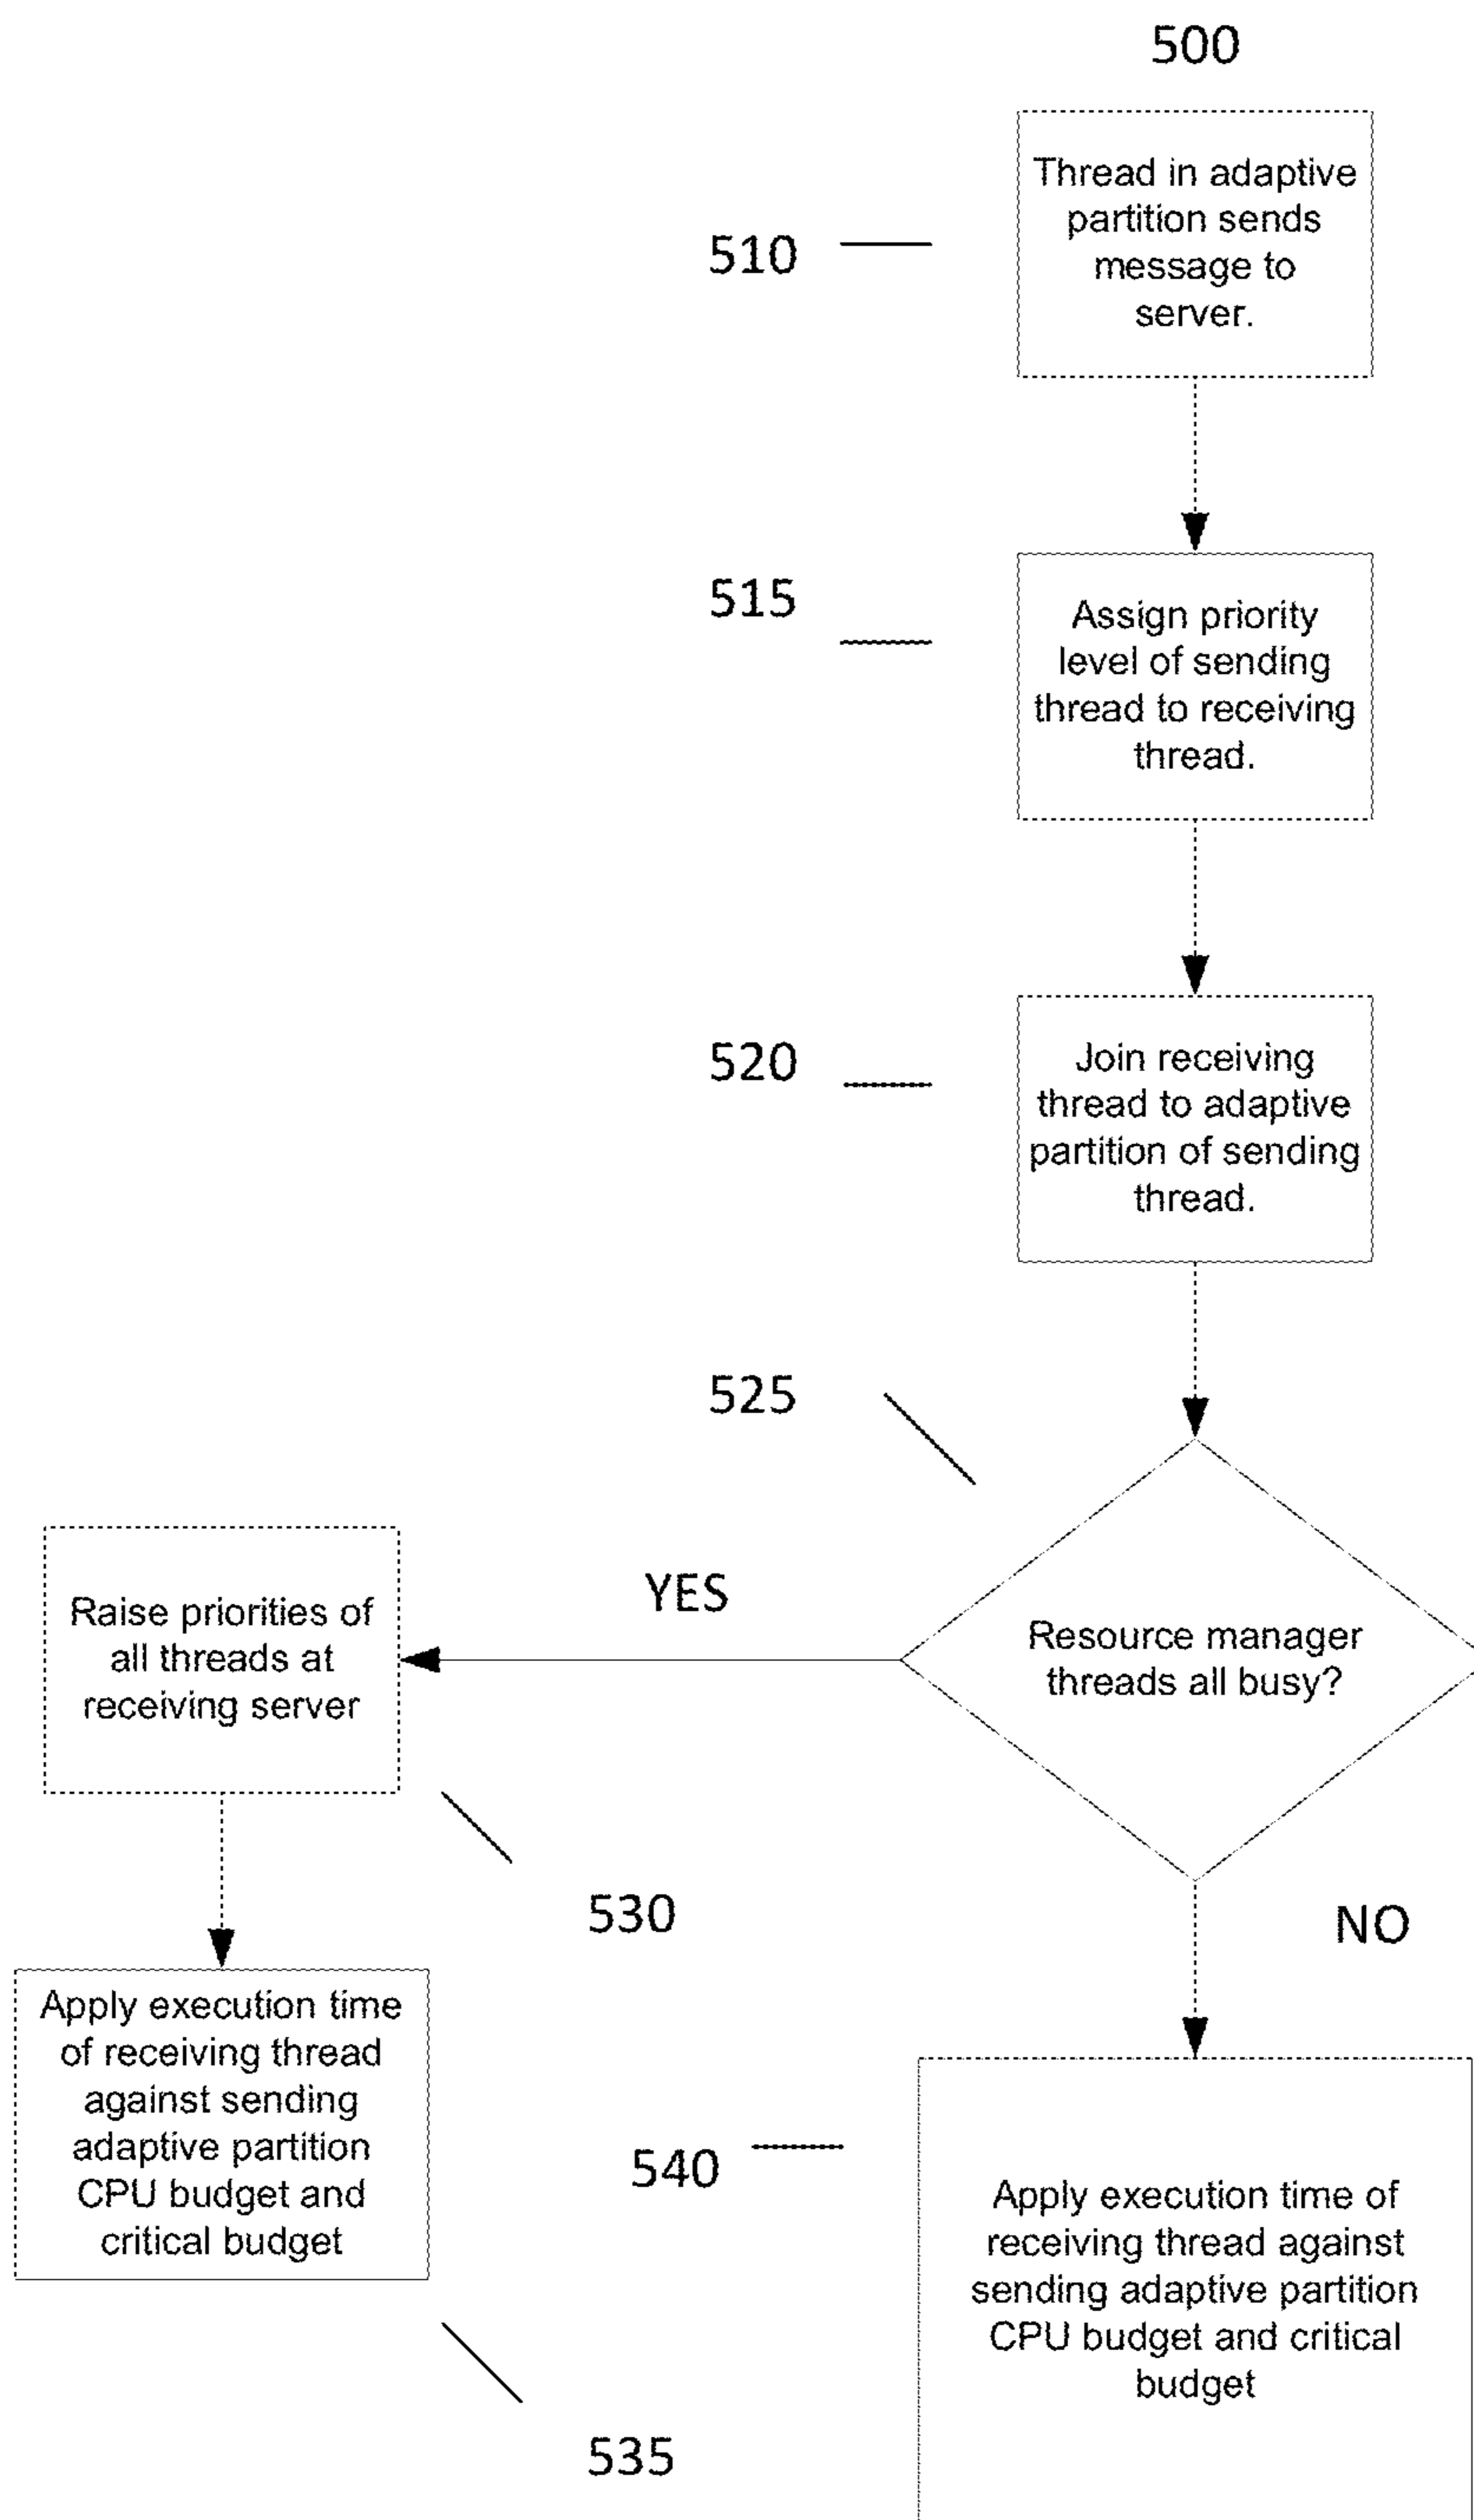 500
510
Thread in adaptive
partition sends
message to
server.
515
Assign priority
level of sending
thread to receiving
thread.
520
Join receiving
thread to adaptive
partition of sending
thread.
525
Resource manager
threads all busy?
YES
Raise priorities of
all threads at
receiving server
530
NO
Apply execution time
of receiving thread
against sending
adaptive partition
CPU budget and
critical budget
535
540
Apply execution time of
receiving thread against
sending adaptive partition
CPU budget and critical
budget